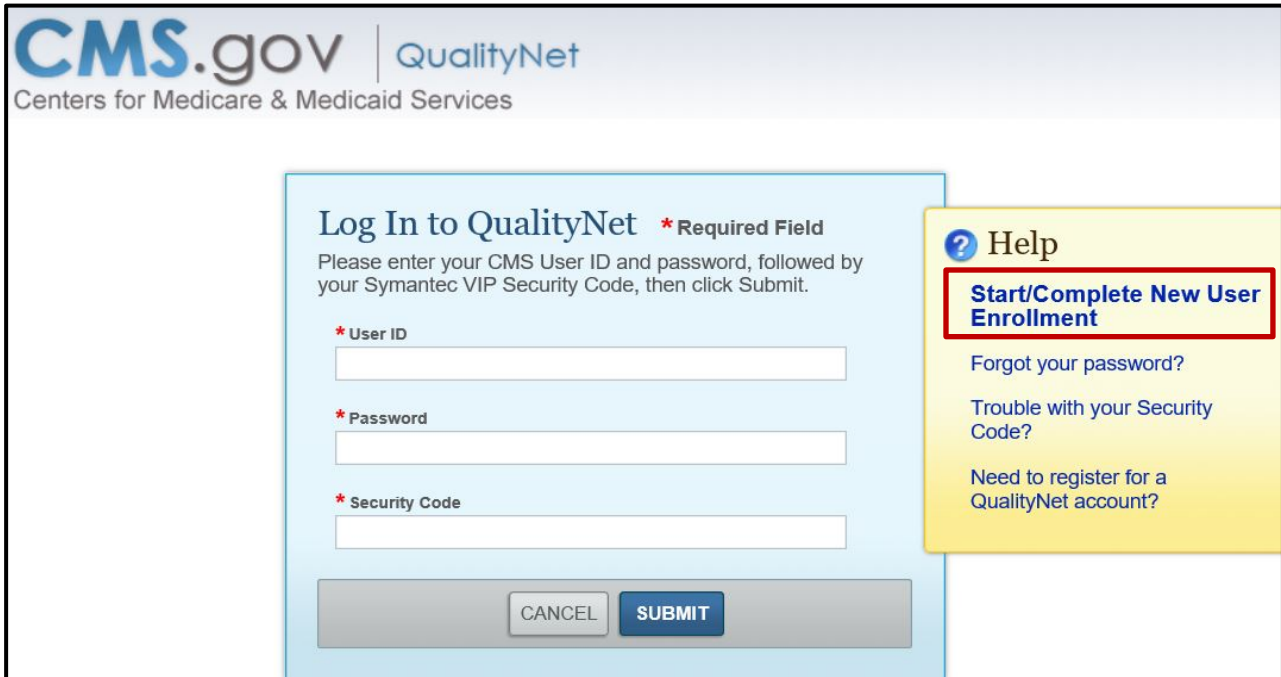 CMS.gov QualityNet
Centers for Medicare & Medicaid Services
Log In to QualityNet * Required Field
Please enter your CMS User ID and password, followed by
your Symantec VIP Security Code, then click Submit.
* User ID
* Password
* Security Code
CANCEL SUBMIT
? Help
Start/Complete New User
Enrollment
Forgot your password?
Trouble with your Security
Code?
Need to register for a
QualityNet account?